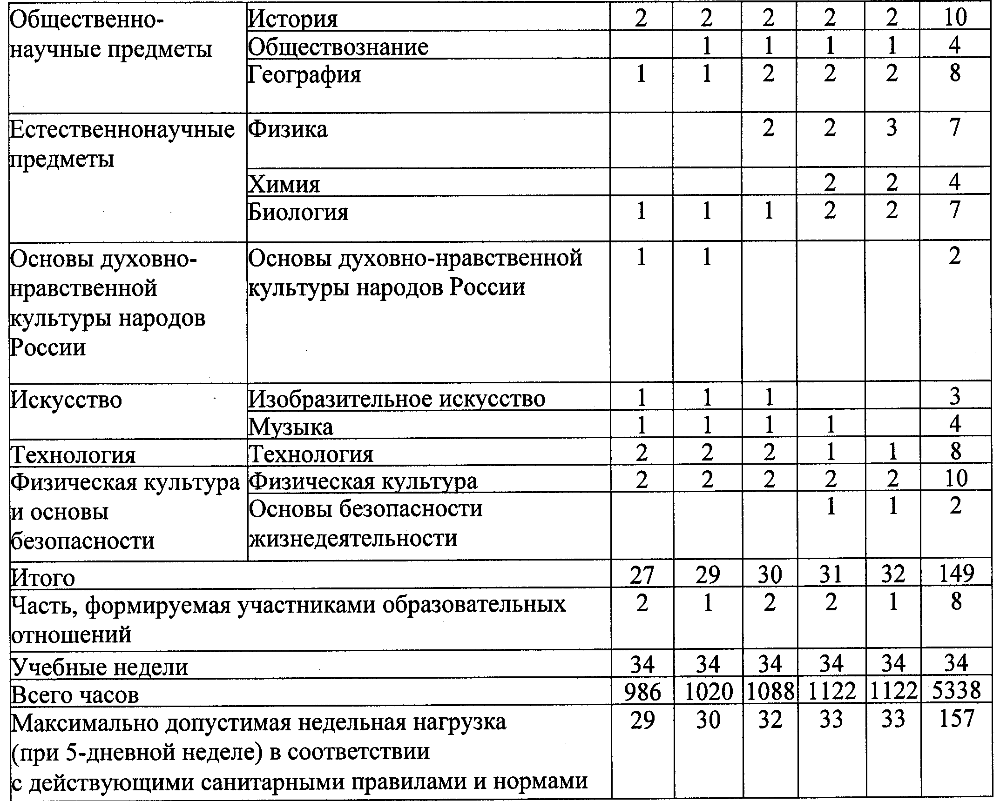 Общественно- История 2 2 2 2 2 10
научные предметы Обществознание 1 1 1 1 4
География 1 1 2 2 2 8
Естественнонаучные Физика 2 2 3 7
предметы
Химия 2 2 4
Биология 1 1 1 2 2 7
Основы духовно- Основы духовно-нравственной 1 1 2
нравственной культуры народов России
культуры народов
России
Искусство Изобразительное искусство 1 1 1 3
Музыка 1 1 1 1 4
Технология Технология 2 2 2 1 1 8
Физическая культура Физическая культура 2 2 2 2 2 10
и основы Основы безопасности 1 1 2
безопасности жизнедеятельности
Итого 27 29 30 31 32 149
Часть, формируемая участниками образовательных 2 1 2 2 1 8
отношений
Учебные недели 34 34 34 34 34 34
Всего часов 986 1020 1088 1122 1122 5338
Максимально допустимая недельная нагрузка 29 30 32 33 33 157
(при 5-дневной неделе) в соответствии
с действующими санитарными правилами и нормами